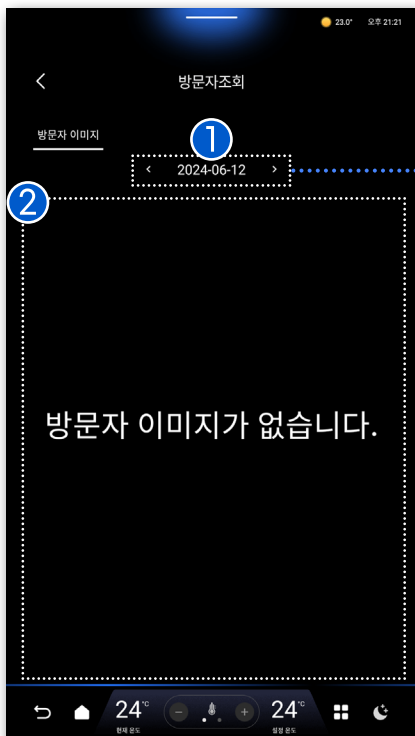 23.0° 오후 21:21
방문자조회
방문자 이미지
1
2024-06-12
2
방문자 이미지가 없습니다.
24°C 24°C
현재 온도 설정 온도